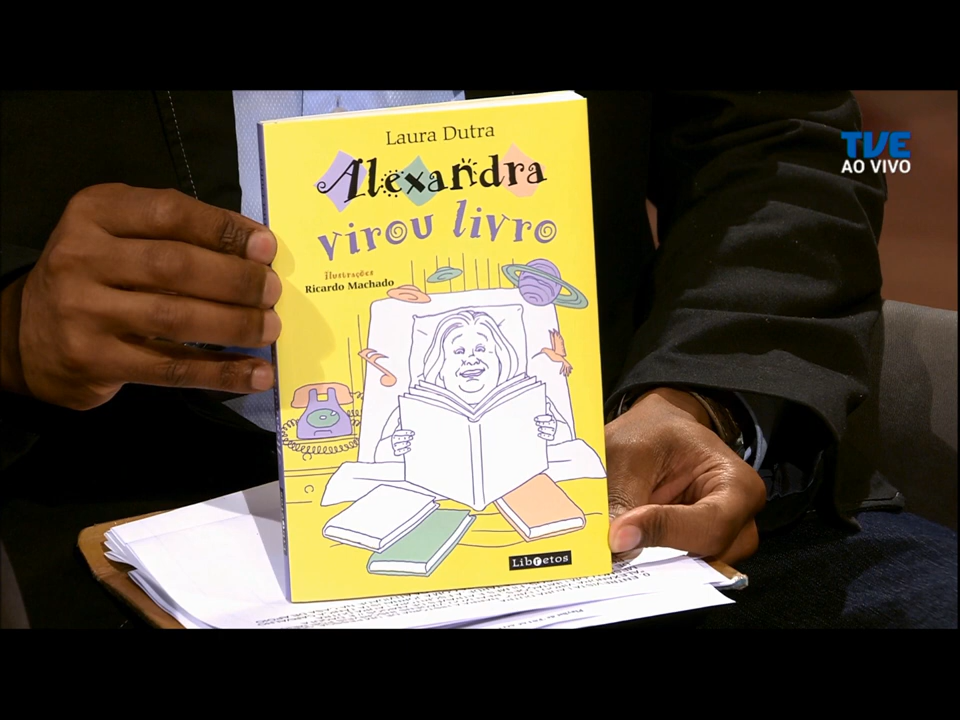 TVE
AO VIVO
Laura Dutra
Alexandra
virou livro
Ilustrações
Ricardo Machado
Libretos